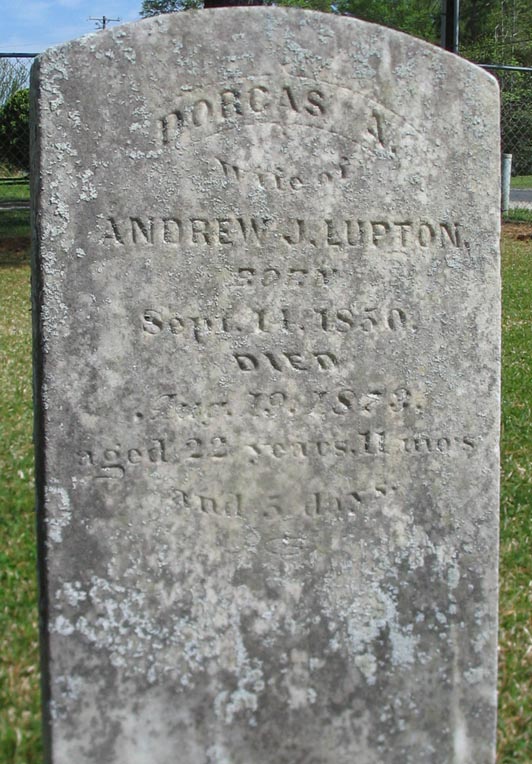 DORCAS A.
Wife of
ANDREW J. LUPTON.
BORN
Sept. 14. 1850.
DIED
Aug. 19. 1873.
aged 22 years, 11 mo's
and 5 days.